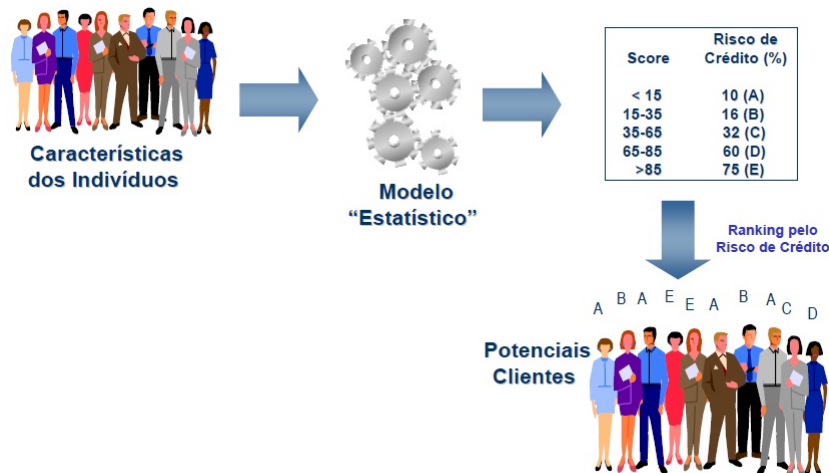 Características
dos Indivíduos
Modelo
“Estatístico”
Score Risco de
Crédito (%)
< 15 10 (A)
15-35 16 (B)
35-65 32 (C)
65-85 60 (D)
>85 75 (E)
Ranking pelo
Risco de Crédito
A B A E E A B A C D
Potenciais
Clientes